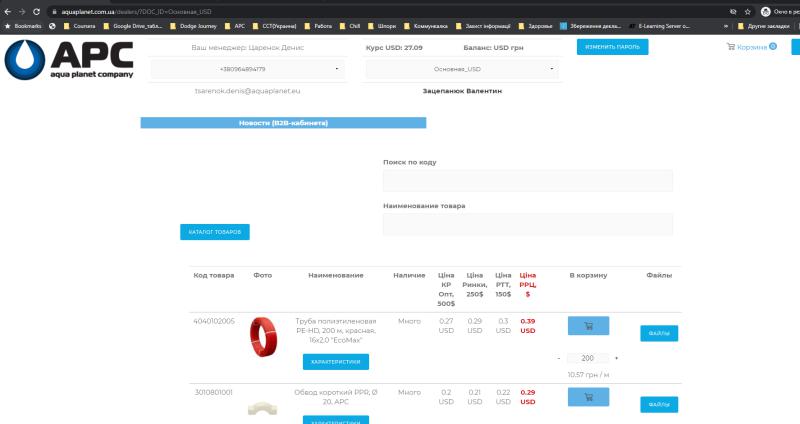 aquaplanet.com.ua/dealers/?DOC_ID=Основная_USD
Окно в ре
Bookmarks
Coursera
Google Drive_табл...
Dodge Journey
APC
ССТ(Украина)
Работа
Chill
Шпори
Коммуналка
Захист інформації
Здоровье
Збереження декла...
E-Learning Server o...
»
Другие закладки
APC
aqua planet company
Ваш менеджер: Царенок Денис
Курс USD: 27.09
Баланс: USD грн
ИЗМЕНИТЬ ПАРОЛЬ
Корзина 0
+380964894179
Основная_USD
tsarenok.denis@aquaplanet.eu
Зацепанюк Валентин
Новости (B2B-кабинета)
Поиск по коду
Наименование товара
КАТАЛОГ ТОВАРОВ
Код товара
Фото
Наименование
Наличие
Ціна КР Опт, 500$
Ціна Ринки, 250$
Ціна РТТ, 150$
Ціна РРЦ, $
В корзину
Файлы
4040102005
Труба полиэтиленовая
PE-HD, 200 м, красная,
16x2,0 "EcoMax"
ХАРАКТЕРИСТИКИ
Много
0.27 USD
0.29 USD
0.3 USD
0.39 USD
- 200 +
10.57 грн / м
ФАЙЛЫ
3010801001
Обвод короткий PPR, Ø
20, APC
ХАРАКТЕРИСТИКИ
Много
0.2 USD
0.21 USD
0.22 USD
0.29 USD
ФАЙЛЫ